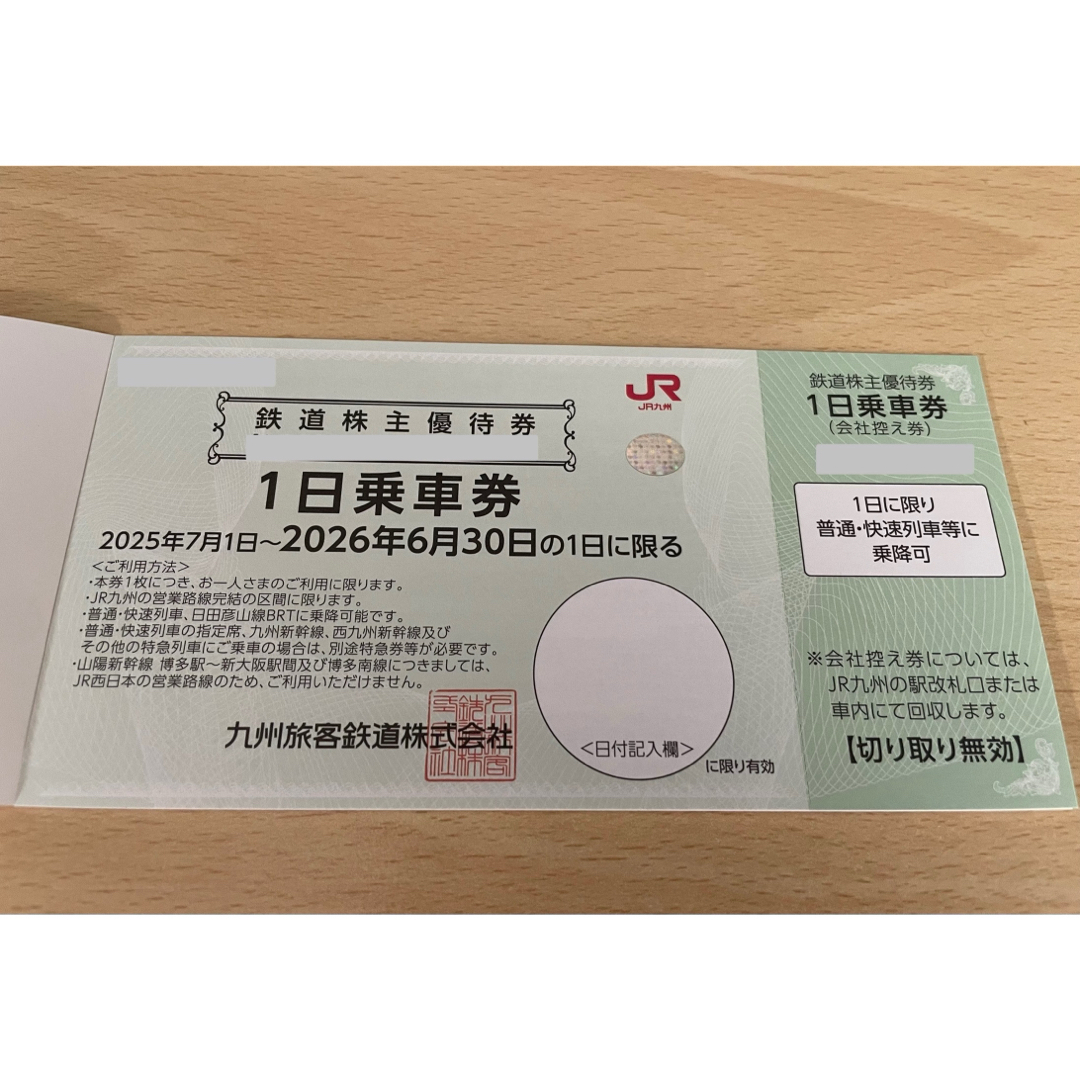 鉄道株主優待券
1日乗車券
2025年7月1日～2026年6月30日の1日に限る
＜ご利用方法＞
・本券1枚につき、お一人さまのご利用に限ります。
・JR九州の営業路線完結の区間に限ります。
・普通・快速列車、日田彦山線BRTに乗降可能です。
・普通・快速列車の指定席、九州新幹線、西九州新幹線及び
その他の特急列車にご乗車の場合は、別途特急券等が必要です。
・山陽新幹線 博多駅～新大阪駅間及び博多南線につきましては、
JR西日本の営業路線のため、ご利用いただけません。
九州旅客鉄道株式会社
JR
JR九州
＜日付記入欄＞
に限り有効
鉄道株主優待券
1日乗車券
(会社控え券)
1日に限り
普通・快速列車等に
乗降可
※会社控え券については、
JR九州の駅改札口または
車内にて回収します。
【切り取り無効】